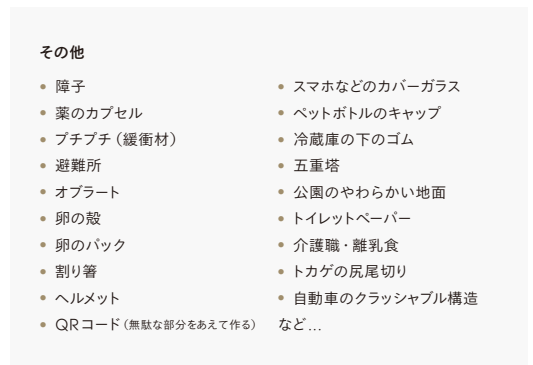 その他
• 障子
• 薬のカプセル
• プチプチ（緩衝材）
• 避難所
• オブラート
• 卵の殻
• 卵のパック
• 割り箸
• ヘルメット
• QRコード（無駄な部分をあえて作る）
• スマホなどのカバーガラス
• ペットボトルのキャップ
• 冷蔵庫の下のゴム
• 五重塔
• 公園のやわらかい地面
• トイレットペーパー
• 介護職・離乳食
• トカゲの尻尾切り
• 自動車のクラッシャブル構造
など…